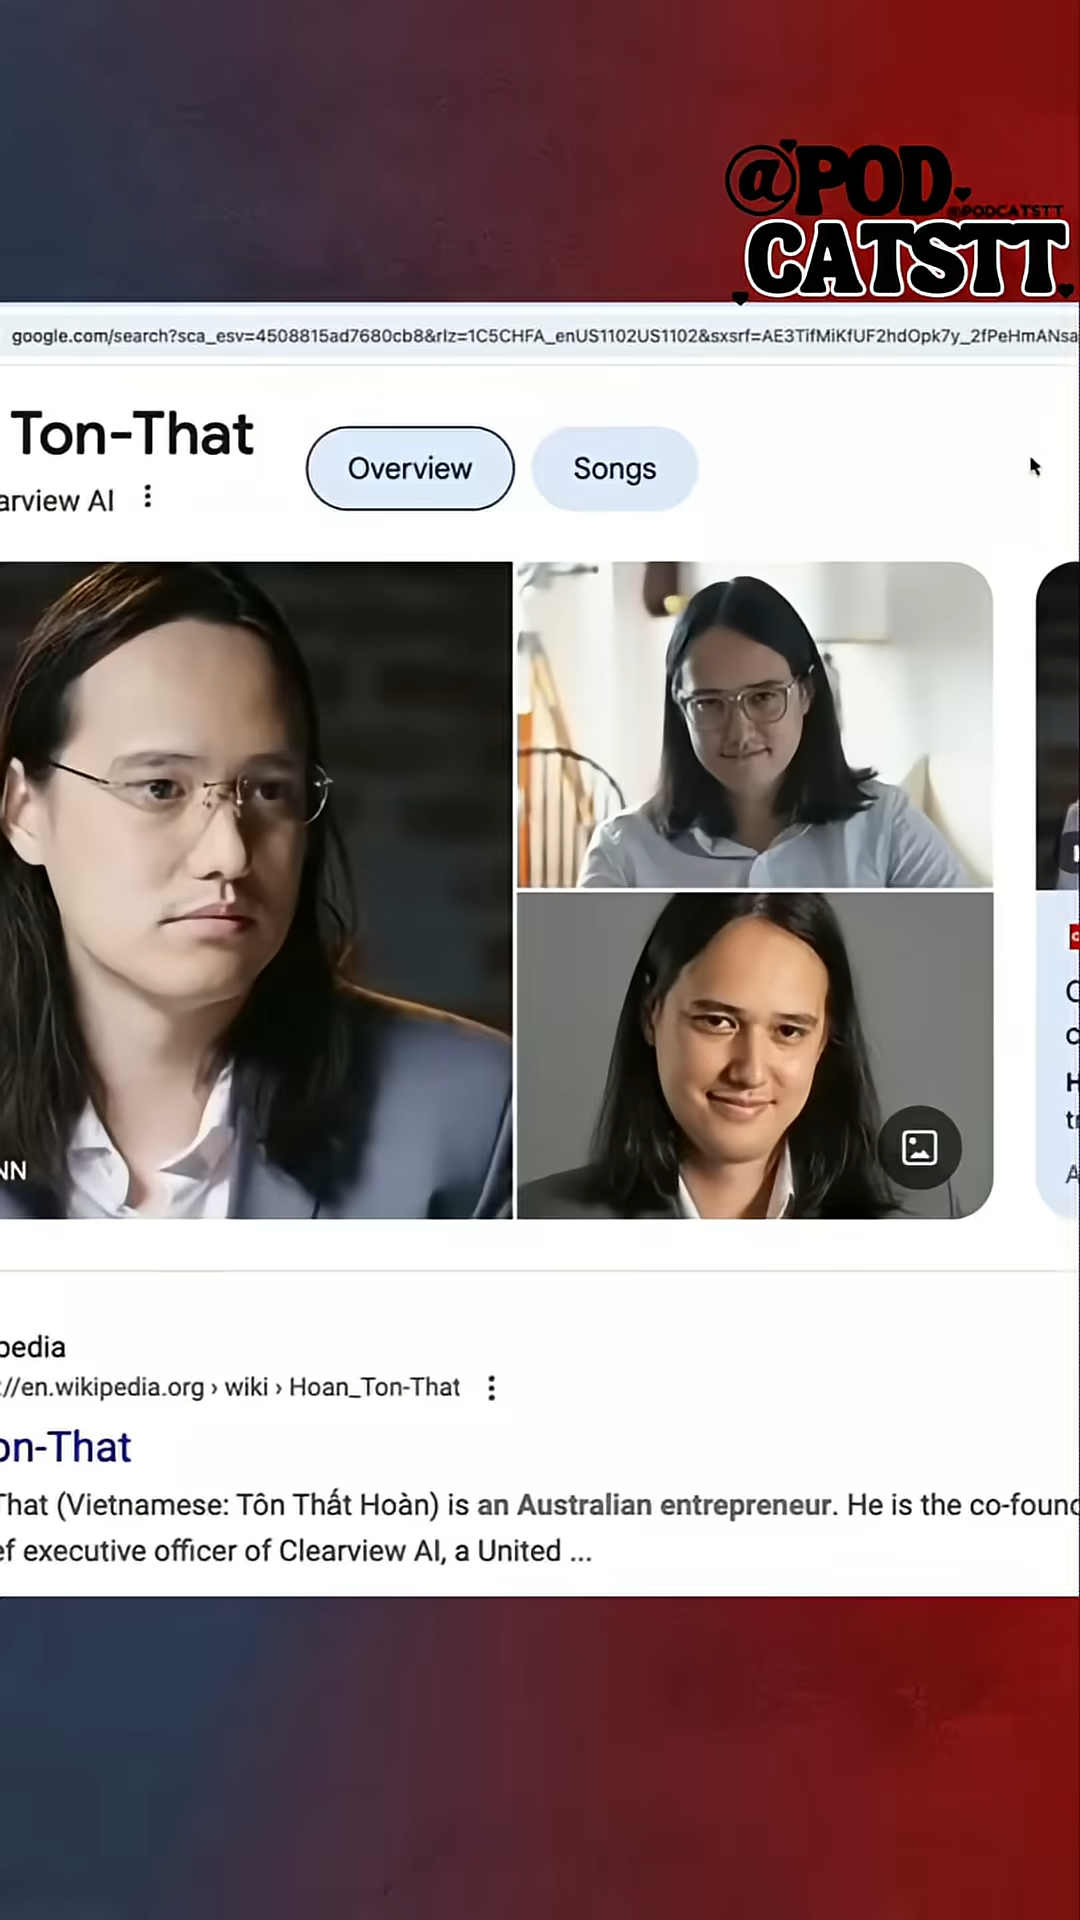 @POD
@PODCATSTT
CATSTT
google.com/search?sca_esv=4508815ad7680cb8&rlz=1C5CHFA_enUS1102US1102&sxsrf=AE3TifMiKfUF2hdOpk7y_2fPeHmANsa
Ton-That
Overview
Songs
arview AI
NN
pedia
://en.wikipedia.org › wiki › Hoan_Ton-That
on-That
That (Vietnamese: Tôn Thất Hoàn) is an Australian entrepreneur. He is the co-found
ef executive officer of Clearview AI, a United ...